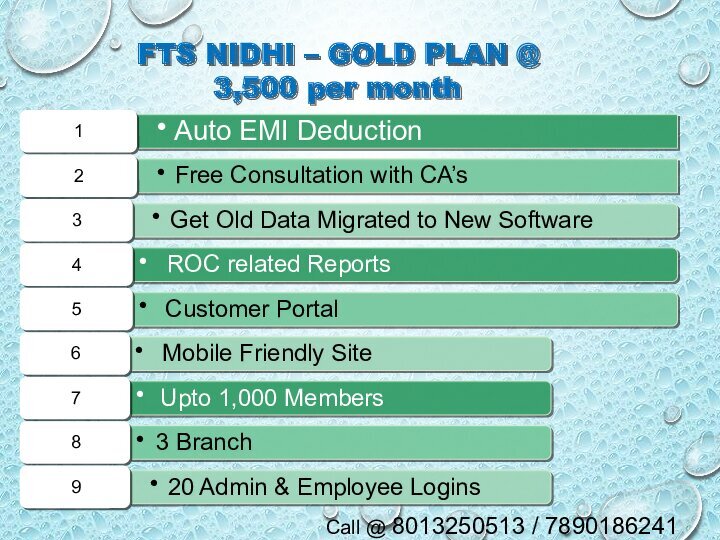 FTS NIDHI – GOLD PLAN @
3,500 per month
1 • Auto EMI Deduction
2 • Free Consultation with CA’s
3 • Get Old Data Migrated to New Software
4 • ROC related Reports
5 • Customer Portal
6 • Mobile Friendly Site
7 • Upto 1,000 Members
8 • 3 Branch
9 • 20 Admin & Employee Logins
Call @ 8013250513 / 7890186241